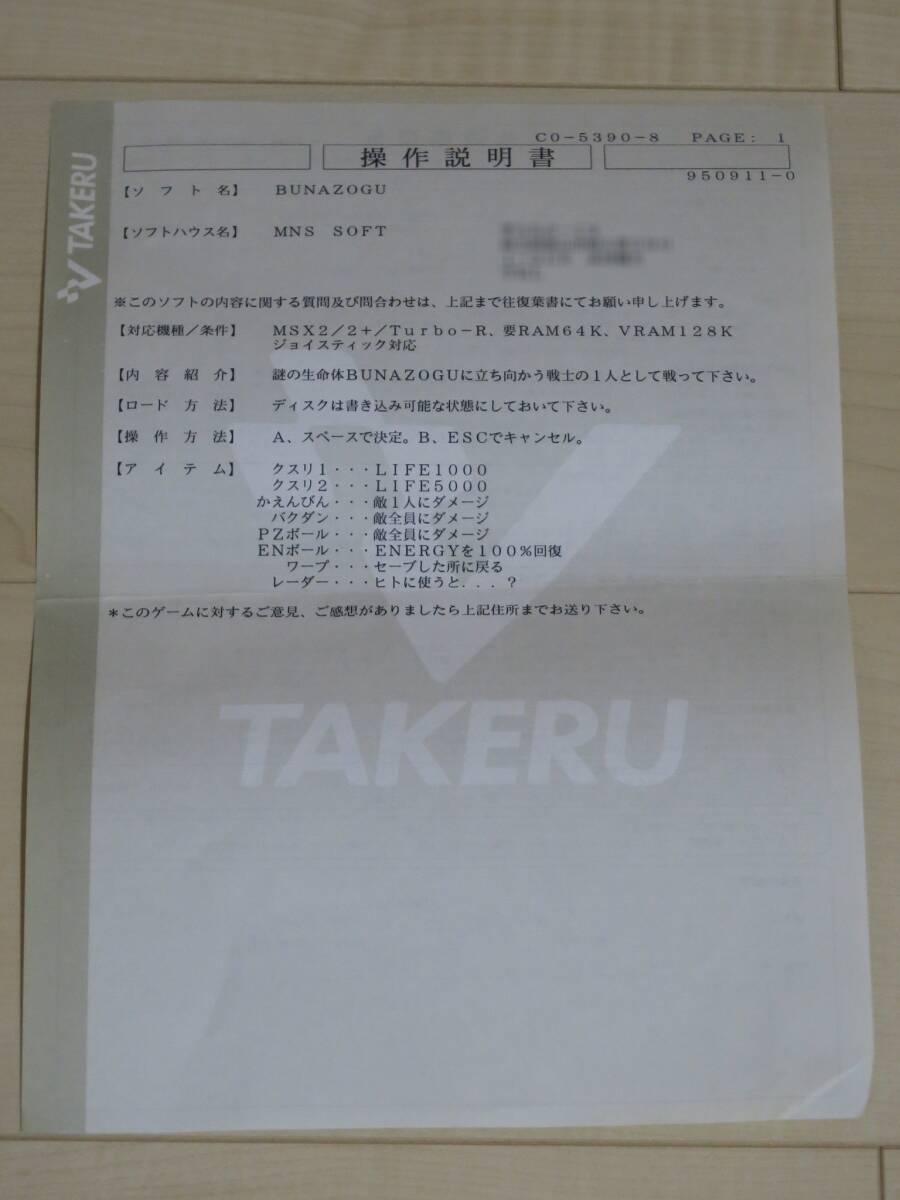 CO-5390-8 PAGE: 1
操作説明書
950911-0
TAKERU
【ソフト名】 BUNAZOGU
【ソフトハウス名】 MNS SOFT
※このソフトの内容に関する質問及び問合わせは、上記まで往復葉書にてお願い申し上げます。
【対応機種/条件】 MSX2/2+/Turbo-R、要RAM64K、VRAM128K
ジョイスティック対応
【内容紹介】 謎の生命体BUNAZOGUに立ち向かう戦士の1人として戦って下さい。
【ロード方法】 ディスクは書き込み可能な状態にしておいて下さい。
【操作方法】 A、スペースで決定。B、ESCでキャンセル。
【アイテム】 クスリ1・・・LIFE1000
クスリ2・・・LIFE5000
かえんびん・・・敵1人にダメージ
バクダン・・・敵全員にダメージ
PZボール・・・敵全員にダメージ
ENボール・・・ENERGYを100%回復
ワープ・・・セーブした所に戻る
レーダー・・・ヒトに使うと...?
*このゲームに対するご意見、ご感想がありましたら上記住所までお送り下さい。
TAKERU